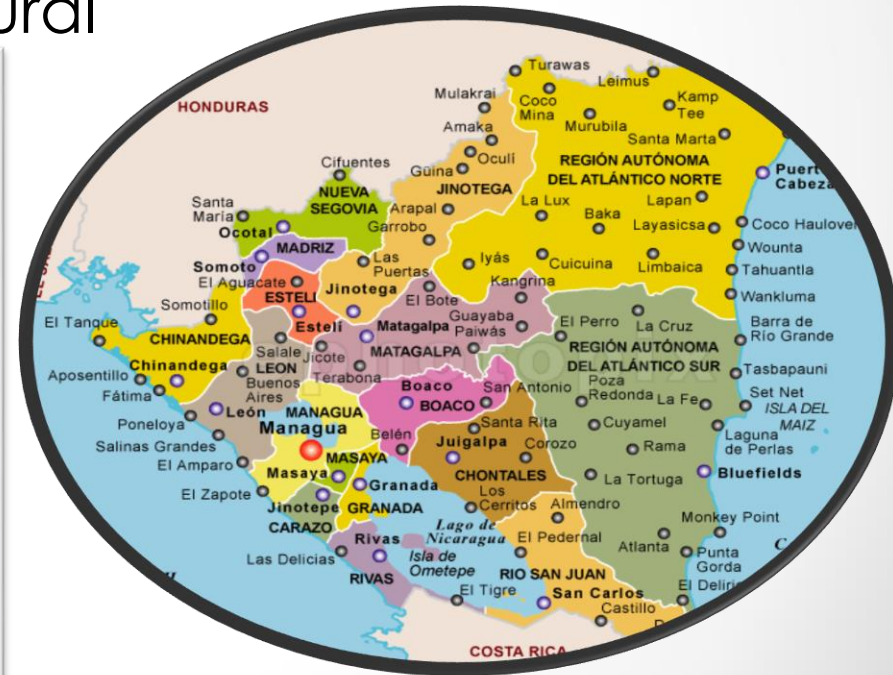 ural
HONDURAS
Turawas
Leimus
Mulakrai
Coco
Mina
Kamp
Tee
Murubila
Amaka
Santa Marta
Oculí
Güina
REGIÓN AUTÓNOMA
DEL ATLÁNTICO NORTE
Cifuentes
JINOTEGA
NUEVA
SEGOVIA
Lapan
Santa
María
Arapal
La Lux
Baka
Ocotal
Garrobo
Layasicsa
Coco Haulover
MADRIZ
Wounta
Somoto
Las
Puertas
Iyás
Cuicuina
Limbaica
Tahuantla
El Aguacate
Jinotega
Kangrina
ESTELI
El Bote
Wankluma
Somotillo
Estelí
Guayaba
Matagalpa
Paiwás
El Perro
La Cruz
Barra de
Río Grande
El Tanque
CHINANDEGA
Salale
Jicote
MATAGALPA
REGIÓN AUTÓNOMA
DEL ATLÁNTICO SUR
Chinandega
LEON
Terabona
Tasbapauni
Aposentillo
Buenos
Aires
Boaco
San Antonio
Poza
Redonda
La Fe
Set Net
Fátima
BOACO
ISLA DEL
MAIZ
León
MANAGUA
Poneloya
Managua
Santa Rita
Cuyamel
Laguna
de Perlas
Salinas Grandes
Belén
Juigalpa
Corozo
Rama
El Amparo
MASAYA
Masaya
CHONTALES
La Tortuga
Bluefields
Granada
El Zapote
Los
Cerritos
Jinotepe
GRANADA
Almendro
CARAZO
Lago de
Nicaragua
Monkey Point
Rivas
El Pedernal
Atlanta
Punta
Gorda
Las Delicias
Isla de
Ometepe
RIVAS
RIO SAN JUAN
El Tigre
San Carlos
Castillo
COSTA RICA